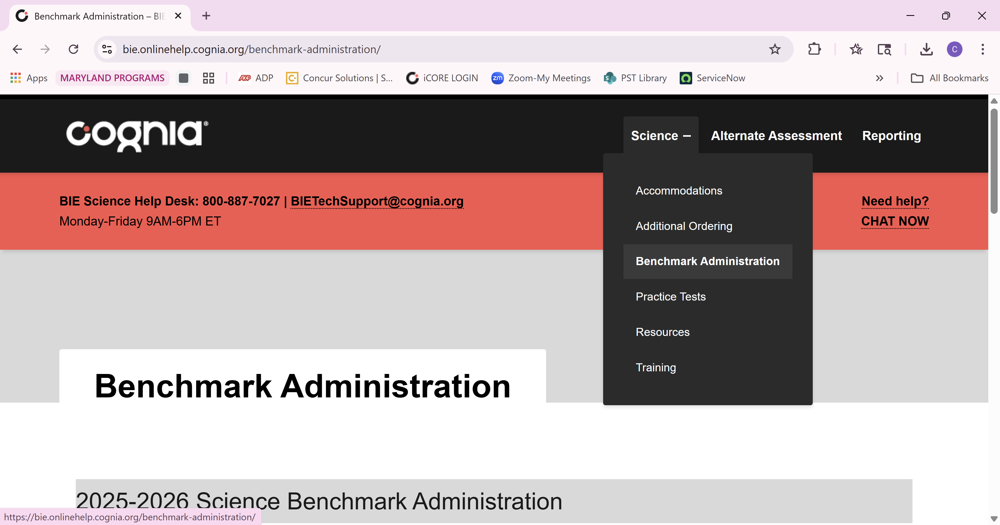 Benchmark Administration – BIE
bie.onlinehelp.cognia.org/benchmark-administration/
C
Apps
MARYLAND PROGRAMS
ADP ADP
C Concur Solutions | S...
iCORE LOGIN
zm Zoom-My Meetings
S PST Library
ServiceNow
All Bookmarks
cognia®
Science –
Alternate Assessment
Reporting
BIE Science Help Desk: 800-887-7027 | BIETechSupport@cognia.org
Monday-Friday 9AM-6PM ET
Need help?
CHAT NOW
Accommodations
Additional Ordering
Benchmark Administration
Practice Tests
Resources
Training
Benchmark Administration
2025-2026 Science Benchmark Administration
https://bie.onlinehelp.cognia.org/benchmark-administration/